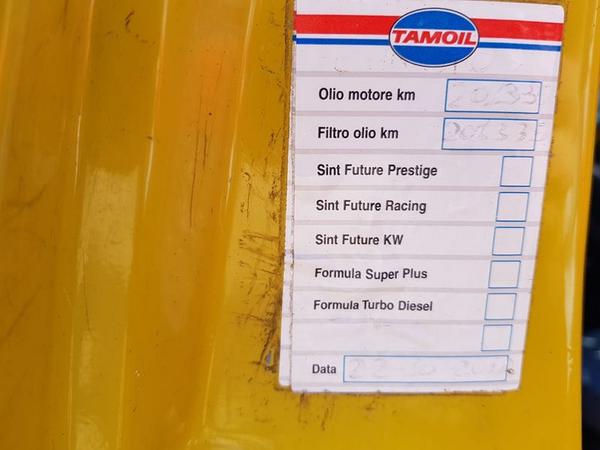 TAMOIL
Olio motore km
Filtro olio km
Sint Future Prestige
Sint Future Racing
Sint Future KW
Formula Super Plus
Formula Turbo Diesel
Data